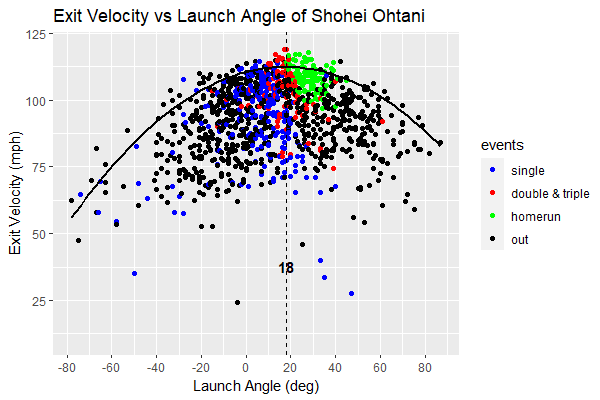 Exit Velocity vs Launch Angle of Shohei Ohtani
125
100
75
50
25
Exit Velocity (mph)
18
-80 -60 -40 -20 0 20 40 60 80
Launch Angle (deg)
events
single
double & triple
homerun
out